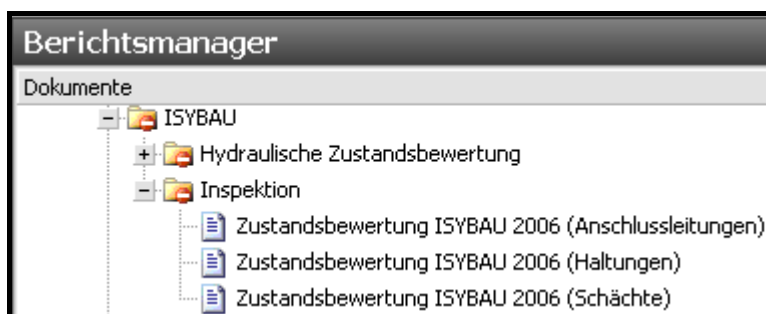 Berichtsmanager
Dokumente
ISYBAU
Hydraulische Zustandsbewertung
Inspektion
Zustandsbewertung ISYBAU 2006 (Anschlussleitungen)
Zustandsbewertung ISYBAU 2006 (Haltungen)
Zustandsbewertung ISYBAU 2006 (Schächte)